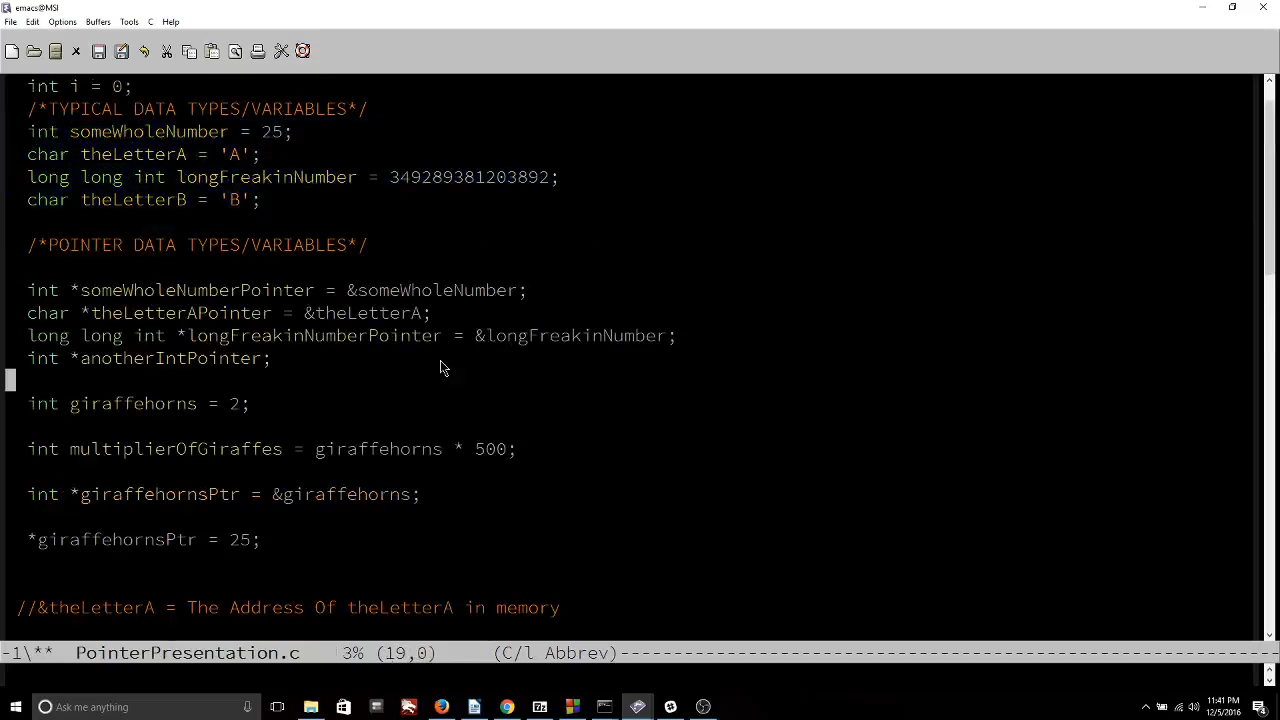 emacs@MSI
File Edit Options Buffers Tools C Help
int i = 0;
/*TYPICAL DATA TYPES/VARIABLES*/
int someWholeNumber = 25;
char theLetterA = 'A';
long long int longFreakinNumber = 349289381203892;
char theLetterB = 'B';
/*POINTER DATA TYPES/VARIABLES*/
int *someWholeNumberPointer = &someWholeNumber;
char *theLetterAPointer = &theLetterA;
long long int *longFreakinNumberPointer = &longFreakinNumber;
int *anotherIntPointer;
int giraffehorns = 2;
int multiplierOfGiraffes = giraffehorns * 500;
int *giraffehornsPtr = &giraffehorns;
*giraffehornsPtr = 25;
//&theLetterA = The Address Of theLetterA in memory
-1\** PointerPresentation.c 3% (19,0) (C/l Abbrev)------------------------------------------------------------
Ask me anything
11:41 PM
12/5/2016